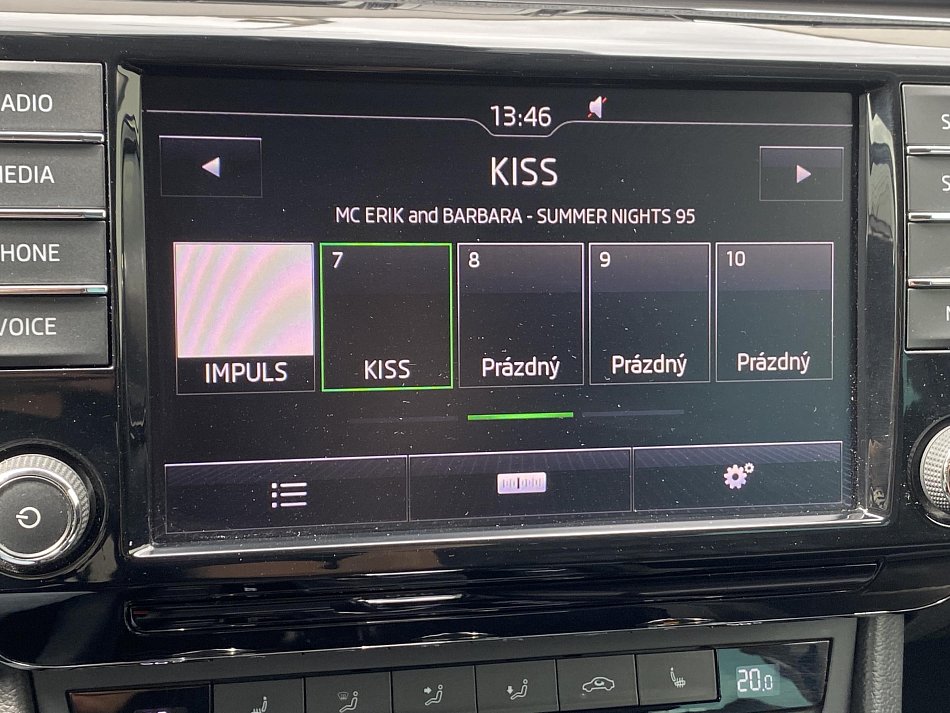 13:46
KISS
MC ERIK and BARBARA - SUMMER NIGHTS 95
IMPULS
7
KISS
8
Prázdný
9
Prázdný
10
Prázdný
ADIO
MEDIA
HONE
VOICE
20.0